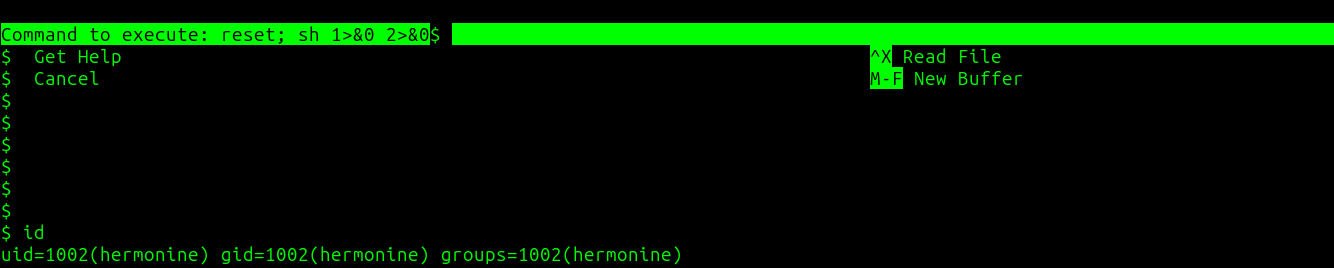 Command to execute: reset; sh 1>&0 2>&0$
$  Get Help ^X Read File
$  Cancel M-F New Buffer
$
$
$
$
$
$
$ id
uid=1002(hermonine) gid=1002(hermonine) groups=1002(hermonine)